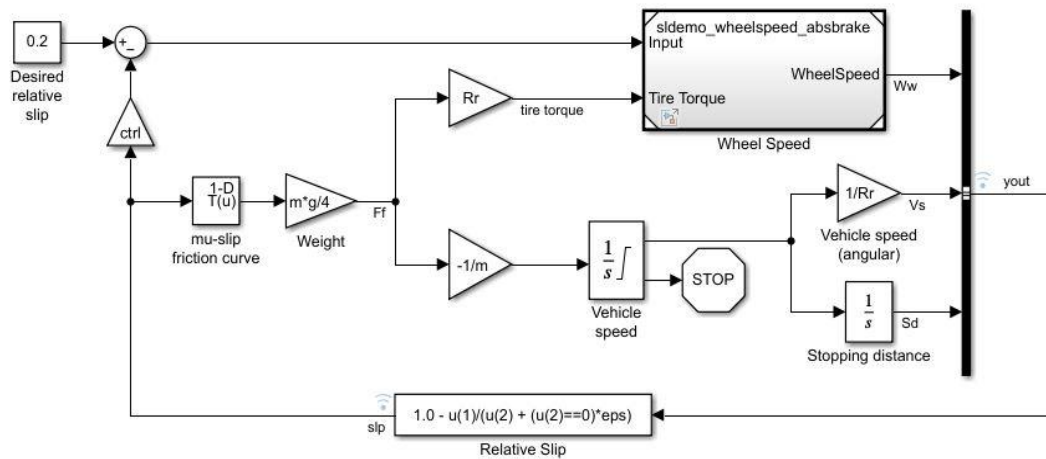 0.2
Desired
relative
slip
+
−
ctrl
sldemo_wheelspeed_absbrake
Input
WheelSpeed
Tire Torque
Wheel Speed
Ww
Rr
tire torque
1-D
T(u)
mu-slip
friction curve
m*g/4
Weight
Ff
-1/m
1
s
Vehicle
speed
STOP
1/Rr
Vs
Vehicle speed
(angular)
1
s
Sd
Stopping distance
yout
1.0 - u(1)/(u(2) + (u(2)==0)*eps)
slp
Relative Slip